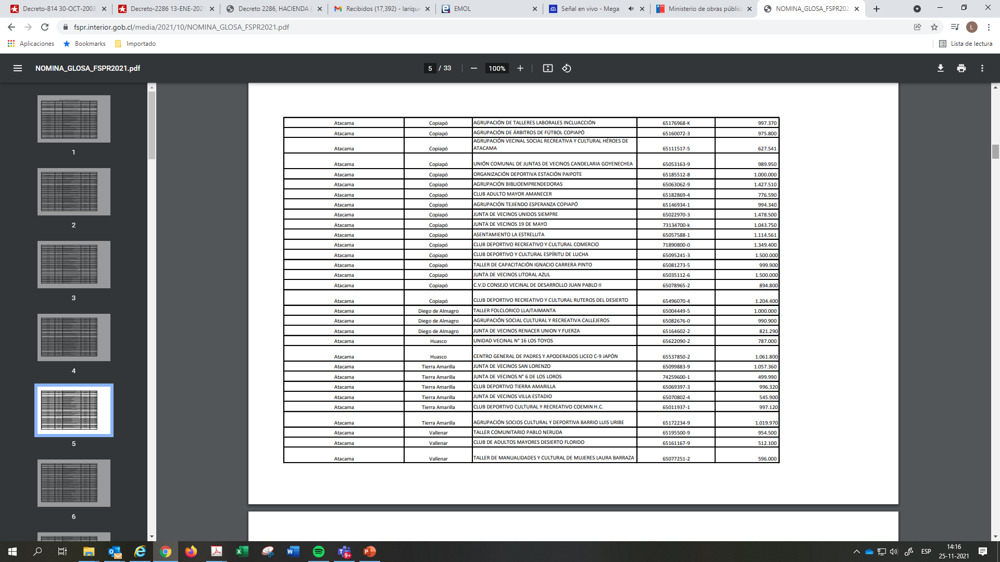 Decreto-814 30-OCT-2003
Decreto-2286 13-ENE-202
Decreto 2286, HACIENDA (
Recibidos (17,392) - larique
EMOL
Señal en vivo - Mega
Ministerio de obras pública
NOMINA_GLOSA_FSPR202
fspr.interior.gob.cl/media/2021/10/NOMINA_GLOSA_FSPR2021.pdf
L
Aplicaciones
Bookmarks
Importado
Lista de lectura
NOMINA_GLOSA_FSPR2021.pdf
5 / 33
100%
1
2
3
4
5
6
Atacama Copiapó AGRUPACIÓN DE TALLERES LABORALES INCLUACCIÓN 65176968-K 997.370
Atacama Copiapó AGRUPACIÓN DE ÁRBITROS DE FÚTBOL COPIAPÓ 65160072-3 975.800
AGRUPACIÓN VECINAL SOCIAL RECREATIVA Y CULTURAL HÉROES DE
Atacama Copiapó ATACAMA 65111517-5 627.541
Atacama Copiapó UNIÓN COMUNAL DE JUNTAS DE VECINOS CANDELARIA GOYENECHEA 65053163-9 989.950
Atacama Copiapó ORGANIZACIÓN DEPORTIVA ESTACIÓN PAIPOTE 65185512-8 1.000.000
Atacama Copiapó AGRUPACIÓN BIBLIOEMPRENDEDORAS 65063062-9 1.427.510
Atacama Copiapó CLUB ADULTO MAYOR AMANECER 65182869-4 776.590
Atacama Copiapó AGRUPACIÓN TEJIENDO ESPERANZA COPIAPÓ 65146934-1 994.340
Atacama Copiapó JUNTA DE VECINOS UNIDOS SIEMPRE 65022970-3 1.478.500
Atacama Copiapó JUNTA DE VECINOS 19 DE MAYO 73134700-k 1.043.750
Atacama Copiapó ASENTAMIENTO LA ESTRELLITA 65057588-1 1.114.561
Atacama Copiapó CLUB DEPORTIVO RECREATIVO Y CULTURAL COMERCIO 71890800-0 1.349.400
Atacama Copiapó CLUB DEPORTIVO Y CULTURAL ESPÍRITU DE LUCHA 65095241-3 1.500.000
Atacama Copiapó TALLER DE CAPACITACIÓN IGNACIO CARRERA PINTO 65081273-5 999.900
Atacama Copiapó JUNTA DE VECINOS LITORAL AZUL 65035112-6 1.500.000
Atacama Copiapó C.V.D CONSEJO VECINAL DE DESARROLLO JUAN PABLO II 65078965-2 894.800
Atacama Copiapó CLUB DEPORTIVO RECREATIVO Y CULTURAL RUTEROS DEL DESIERTO 65496070-4 1.204.400
Atacama Diego de Almagro TALLER FOLCLORICO LLAJTAIMANTA 65004449-5 1.000.000
Atacama Diego de Almagro AGRUPACIÓN SOCIAL CULTURAL Y RECREATIVA CALLEJEROS 65082676-0 990.900
Atacama Diego de Almagro JUNTA DE VECINOS RENACER UNION Y FUERZA 65164602-2 821.290
Atacama Huasco UNIDAD VECINAL N° 16 LOS TOYOS 65622090-2 787.000
Atacama Huasco CENTRO GENERAL DE PADRES Y APODERADOS LICEO C-9 JAPÓN 65537850-2 1.061.800
Atacama Tierra Amarilla JUNTA DE VECINOS SAN LORENZO 65099883-9 1.057.360
Atacama Tierra Amarilla JUNTA DE VECINOS N° 6 DE LOS LOROS 74259600-1 499.990
Atacama Tierra Amarilla CLUB DEPORTIVO TIERRA AMARILLA 65069397-3 996.320
Atacama Tierra Amarilla JUNTA DE VECINOS VILLA ESTADIO 65070802-4 545.900
Atacama Tierra Amarilla CLUB DEPORTIVO CULTURAL Y RECREATIVO COEMIN H.C. 65011937-1 997.120
Atacama Tierra Amarilla AGRUPACIÓN SOCIOS CULTURAL Y DEPORTIVA BARRIO LUIS URIBE 65172234-9 1.019.970
Atacama Vallenar TALLER COMUNITARIO PABLO NERUDA 65195500-9 954.500
Atacama Vallenar CLUB DE ADULTOS MAYORES DESIERTO FLORIDO 65161167-9 512.100
Atacama Vallenar TALLER DE MANUALIDADES Y CULTURAL DE MUJERES LAURA BARRAZA 65077251-2 596.000
9+
ESP
14:16
25-11-2021